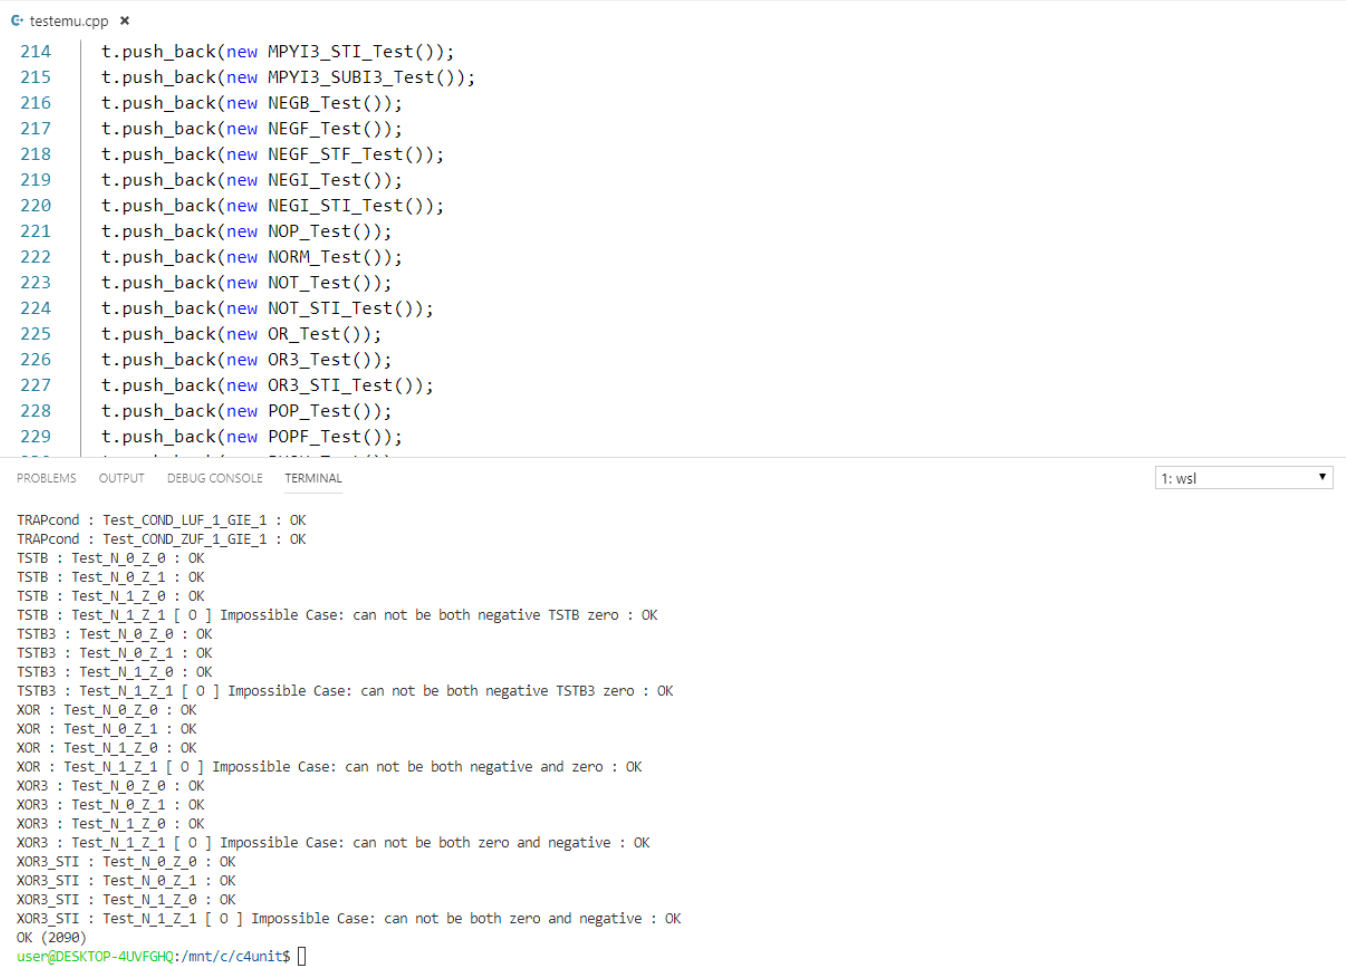 testemu.cpp ×
214 t.push_back(new MPYI3_STI_Test());
215 t.push_back(new MPYI3_SUBI3_Test());
216 t.push_back(new NEGB_Test());
217 t.push_back(new NEGF_Test());
218 t.push_back(new NEGF_STF_Test());
219 t.push_back(new NEGI_Test());
220 t.push_back(new NEGI_STI_Test());
221 t.push_back(new NOP_Test());
222 t.push_back(new NORM_Test());
223 t.push_back(new NOT_Test());
224 t.push_back(new NOT_STI_Test());
225 t.push_back(new OR_Test());
226 t.push_back(new OR3_Test());
227 t.push_back(new OR3_STI_Test());
228 t.push_back(new POP_Test());
229 t.push_back(new POPF_Test());
PROBLEMS OUTPUT DEBUG CONSOLE TERMINAL 1: wsl
TRAPcond : Test_COND_LUF_1_GIE_1 : OK
TRAPcond : Test_COND_ZUF_1_GIE_1 : OK
TSTB : Test_N_0_Z_0 : OK
TSTB : Test_N_0_Z_1 : OK
TSTB : Test_N_1_Z_0 : OK
TSTB : Test_N_1_Z_1 [ O ] Impossible Case: can not be both negative TSTB zero : OK
TSTB3 : Test_N_0_Z_0 : OK
TSTB3 : Test_N_0_Z_1 : OK
TSTB3 : Test_N_1_Z_0 : OK
TSTB3 : Test_N_1_Z_1 [ O ] Impossible Case: can not be both negative TSTB3 zero : OK
XOR : Test_N_0_Z_0 : OK
XOR : Test_N_0_Z_1 : OK
XOR : Test_N_1_Z_0 : OK
XOR : Test_N_1_Z_1 [ O ] Impossible Case: can not be both negative and zero : OK
XOR3 : Test_N_0_Z_0 : OK
XOR3 : Test_N_0_Z_1 : OK
XOR3 : Test_N_1_Z_0 : OK
XOR3 : Test_N_1_Z_1 [ O ] Impossible Case: can not be both zero and negative : OK
XOR3_STI : Test_N_0_Z_0 : OK
XOR3_STI : Test_N_0_Z_1 : OK
XOR3_STI : Test_N_1_Z_0 : OK
XOR3_STI : Test_N_1_Z_1 [ O ] Impossible Case: can not be both zero and negative : OK
OK (2090)
user@DESKTOP-4UVFGHQ:/mnt/c/c4unit$